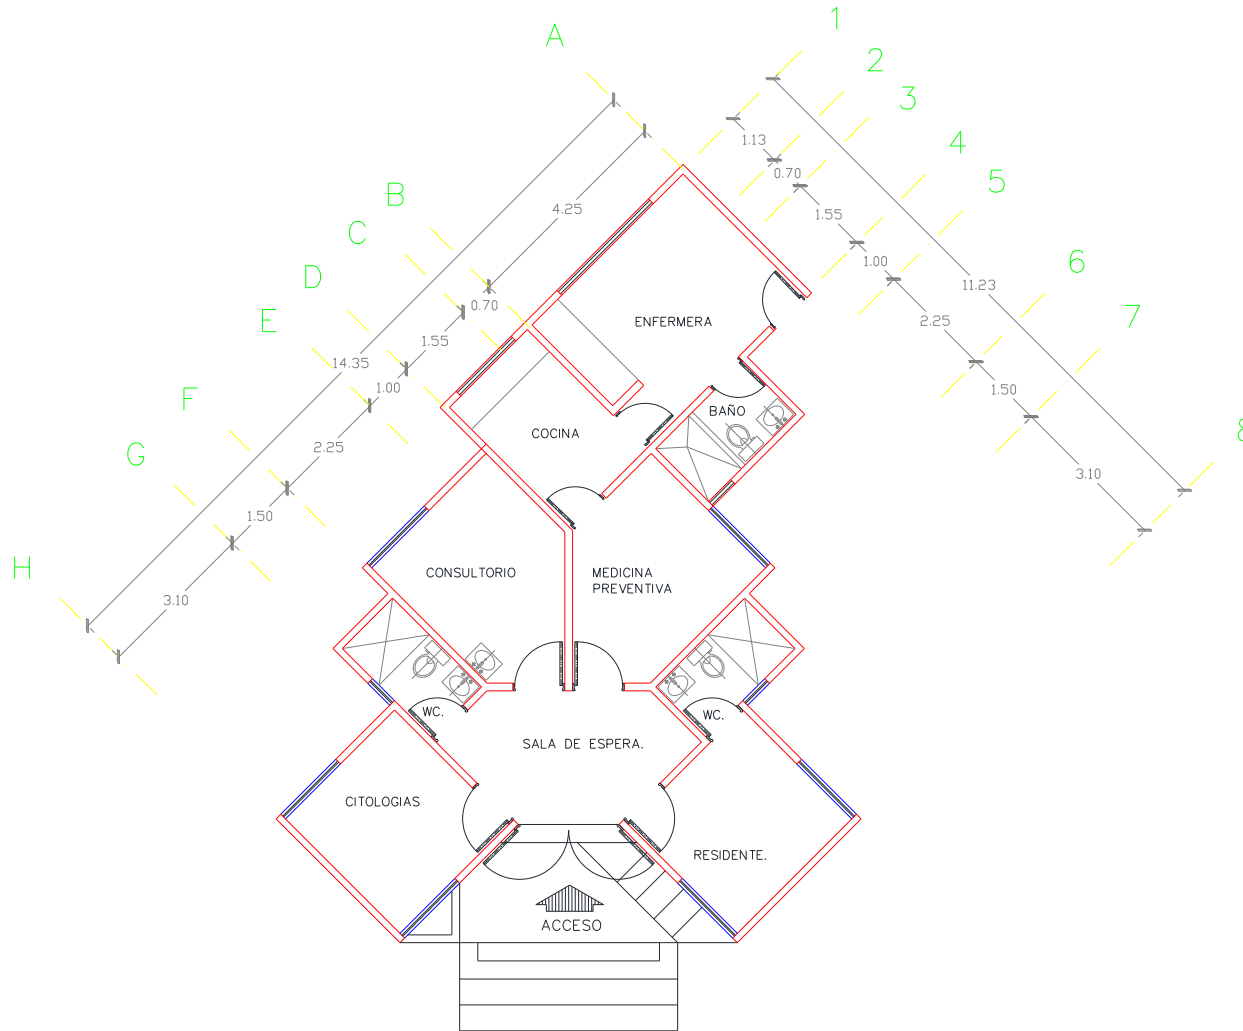 A
1
2
3
1.13
0.70
4
B
4.25
1.55
5
C
1.00
D
6
0.70
11.23
E
1.55
2.25
7
14.35
1.00
1.50
F
2.25
3.10
8
G
1.50
H
3.10
ENFERMERA
BAÑO
COCINA
CONSULTORIO
MEDICINA
PREVENTIVA
WC.
WC.
SALA DE ESPERA.
CITOLOGIAS
RESIDENTE.
ACCESO